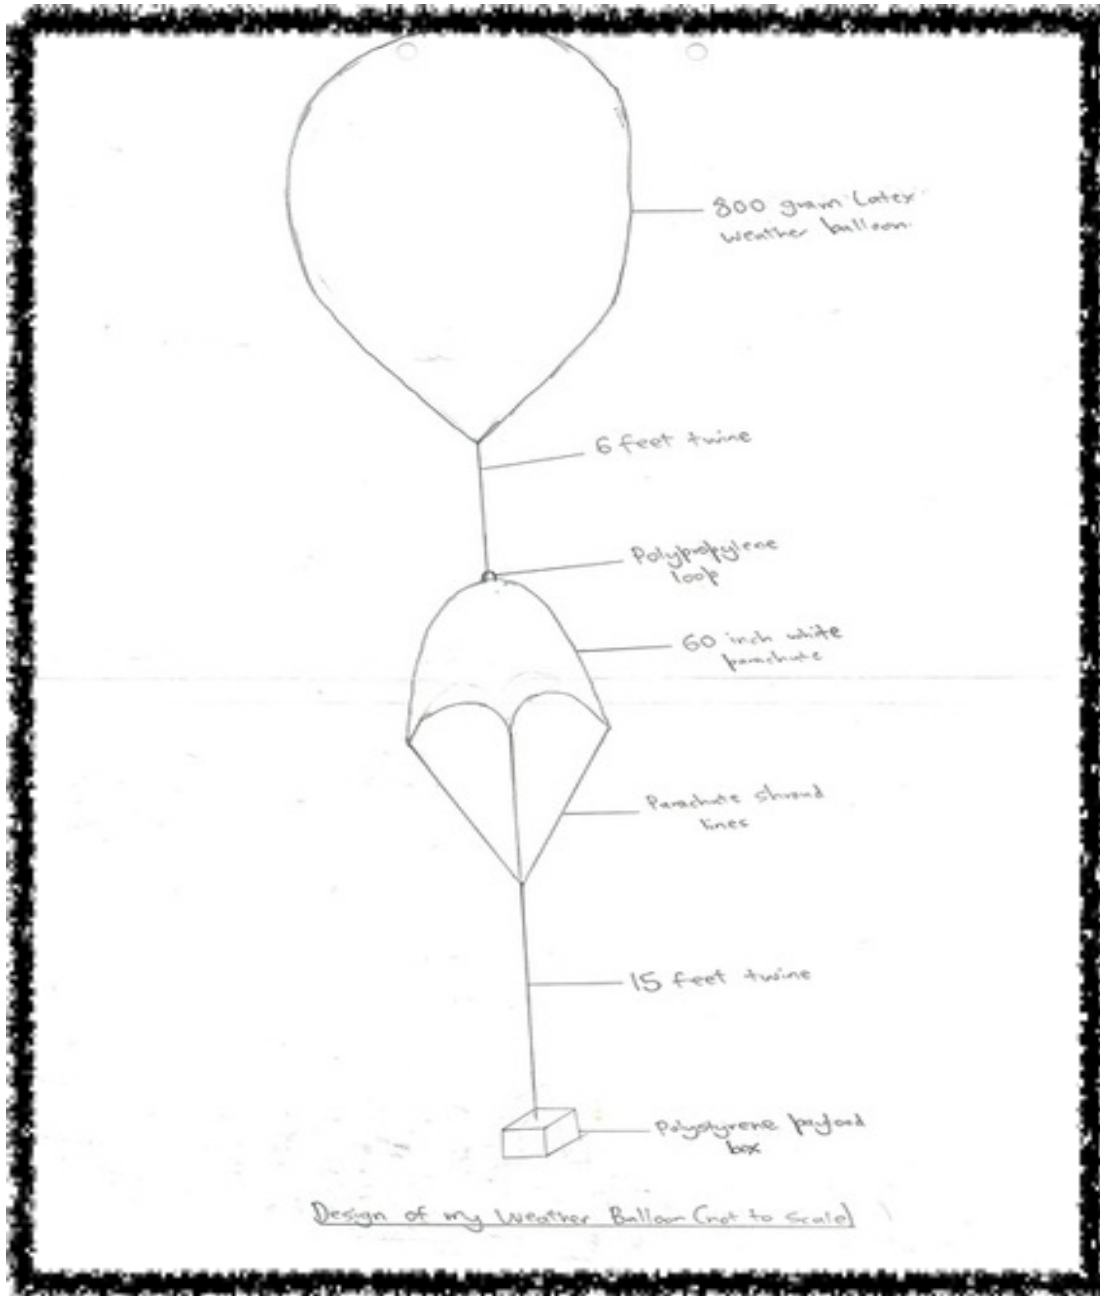 800 gram latex
weather balloon
6 feet twine
Polypropylene
loop
60 inch white
parachute
Parachute shroud
lines
15 feet twine
Polystyrene payload
box
Design of my Weather Balloon (not to scale)